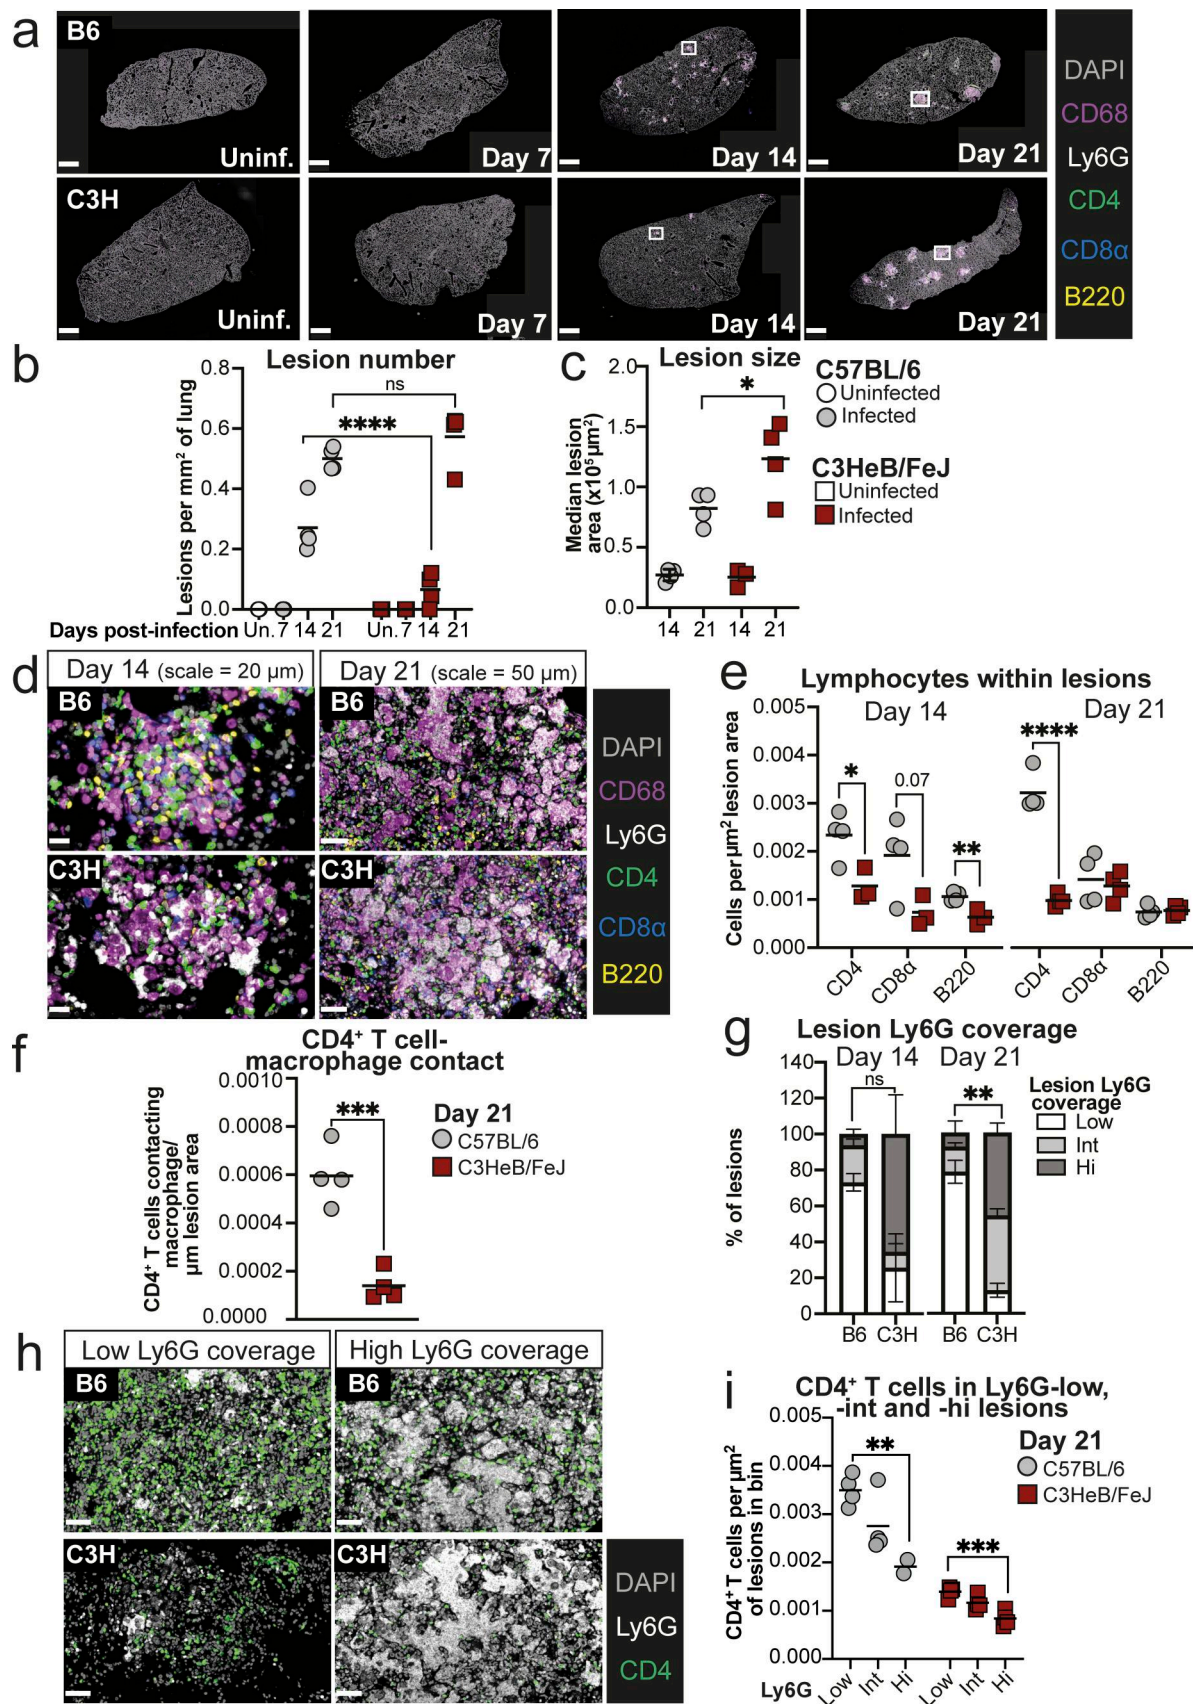 a
B6
Uninf.
Day 7
Day 14
Day 21
C3H
Uninf.
Day 7
Day 14
Day 21
DAPI
CD68
Ly6G
CD4
CD8α
B220
b
Lesion number
ns
****
Lesions per mm² of lung
0.8
0.6
0.4
0.2
0.0
Days post-infection Un. 7 14 21 Un. 7 14 21
c
Lesion size
*
Median lesion
area (x10⁵ μm²)
2.0
1.5
1.0
0.5
0.0
14 21 14 21
C57BL/6
Uninfected
Infected
C3HeB/FeJ
Uninfected
Infected
d
Day 14 (scale = 20 μm)
Day 21 (scale = 50 μm)
B6
B6
C3H
C3H
DAPI
CD68
Ly6G
CD4
CD8α
B220
e
Lymphocytes within lesions
Day 14
Day 21
Cells per μm² lesion area
0.005
0.004
0.003
0.002
0.001
0.000
*
0.07
**
****
CD4 CD8α B220 CD4 CD8α B220
f
CD4⁺ T cell-
macrophage contact
CD4⁺ T cells contacting
macrophage/
μm lesion area
0.0010
0.0008
0.0006
0.0004
0.0002
0.0000
***
Day 21
C57BL/6
C3HeB/FeJ
g
Lesion Ly6G coverage
Day 14 Day 21
ns
**
% of lesions
140
120
100
80
60
40
20
0
B6 C3H B6 C3H
Lesion Ly6G
coverage
Low
Int
Hi
h
Low Ly6G coverage
High Ly6G coverage
B6
B6
C3H
C3H
DAPI
Ly6G
CD4
i
CD4⁺ T cells in Ly6G-low,
-int and -hi lesions
CD4⁺ T cells per μm²
of lesions in bin
0.005
0.004
0.003
0.002
0.001
0.000
**
***
Day 21
C57BL/6
C3HeB/FeJ
Ly6G Low Int Hi Low Int Hi